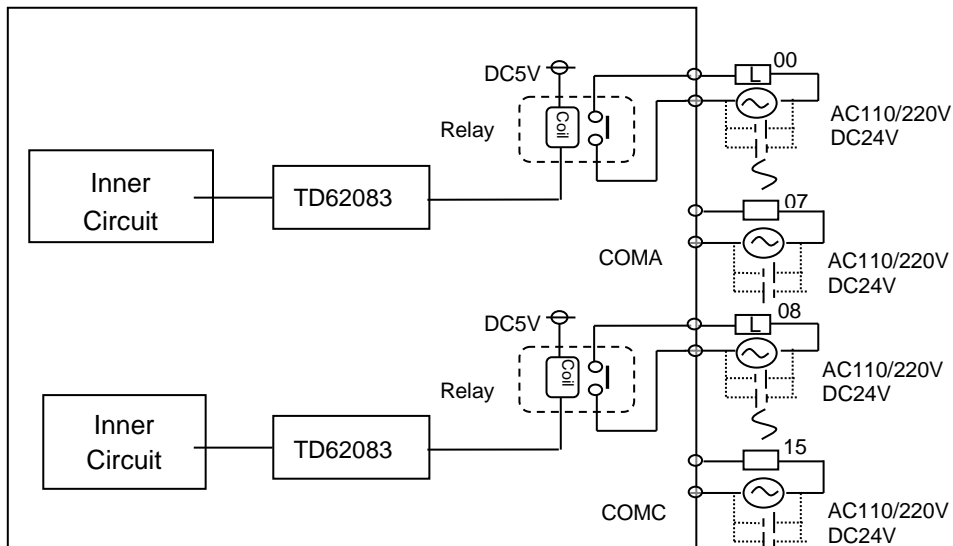 00
L
DC5V
AC110/220V
DC24V
Coil
Relay
Inner
Circuit
TD62083
07
COMA
AC110/220V
DC24V
08
L
DC5V
AC110/220V
DC24V
Coil
Relay
Inner
Circuit
TD62083
15
COMC
AC110/220V
DC24V